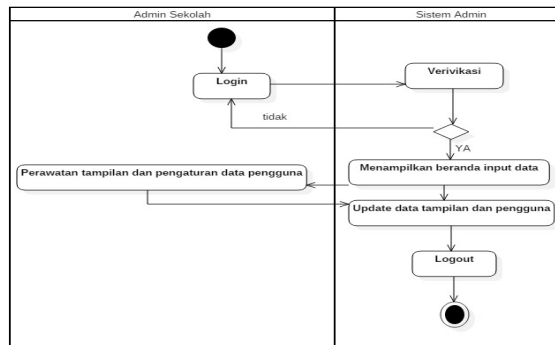 Admin Sekolah
Sistem Admin
Login
Verivikasi
tidak
YA
Menampilkan beranda input data
Perawatan tampilan dan pengaturan data pengguna
Update data tampilan dan pengguna
Logout